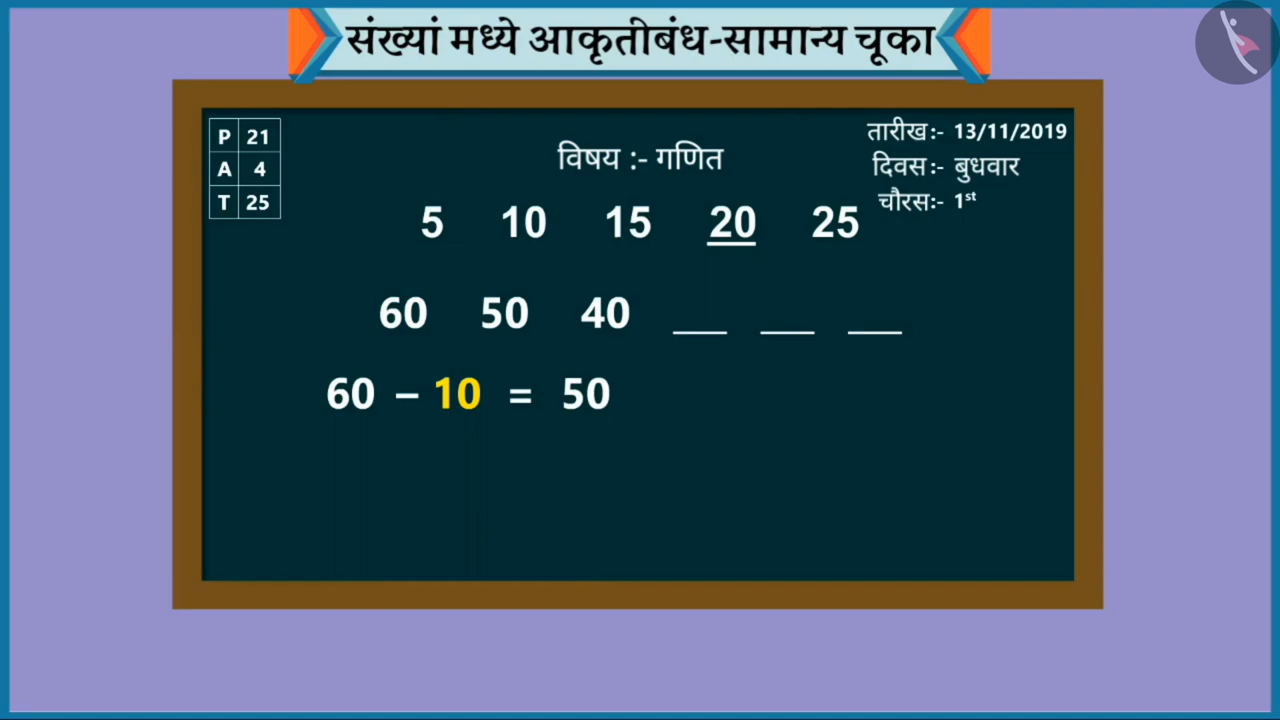 संख्यां मध्ये आकृतीबंध-सामान्य चूका
P 21
A 4
T 25
विषय :- गणित
तारीख:- 13/11/2019
दिवस:- बुधवार
चौरस:- 1st
5 10 15 20 25
60 50 40 ___ ___ ___
60 – 10 = 50